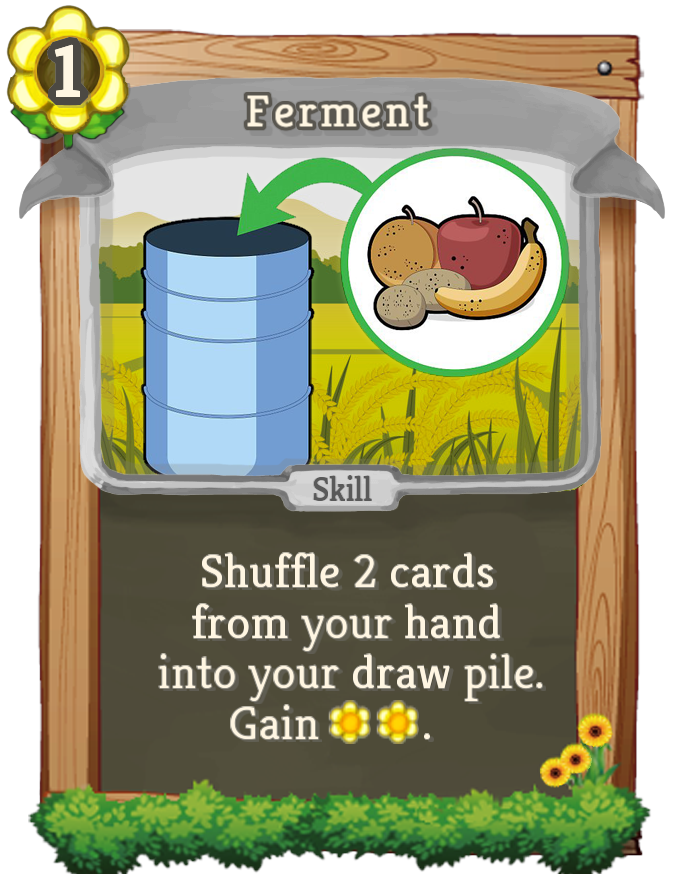 1
Ferment
Skill
Shuffle 2 cards
from your hand
into your draw pile.
Gain .